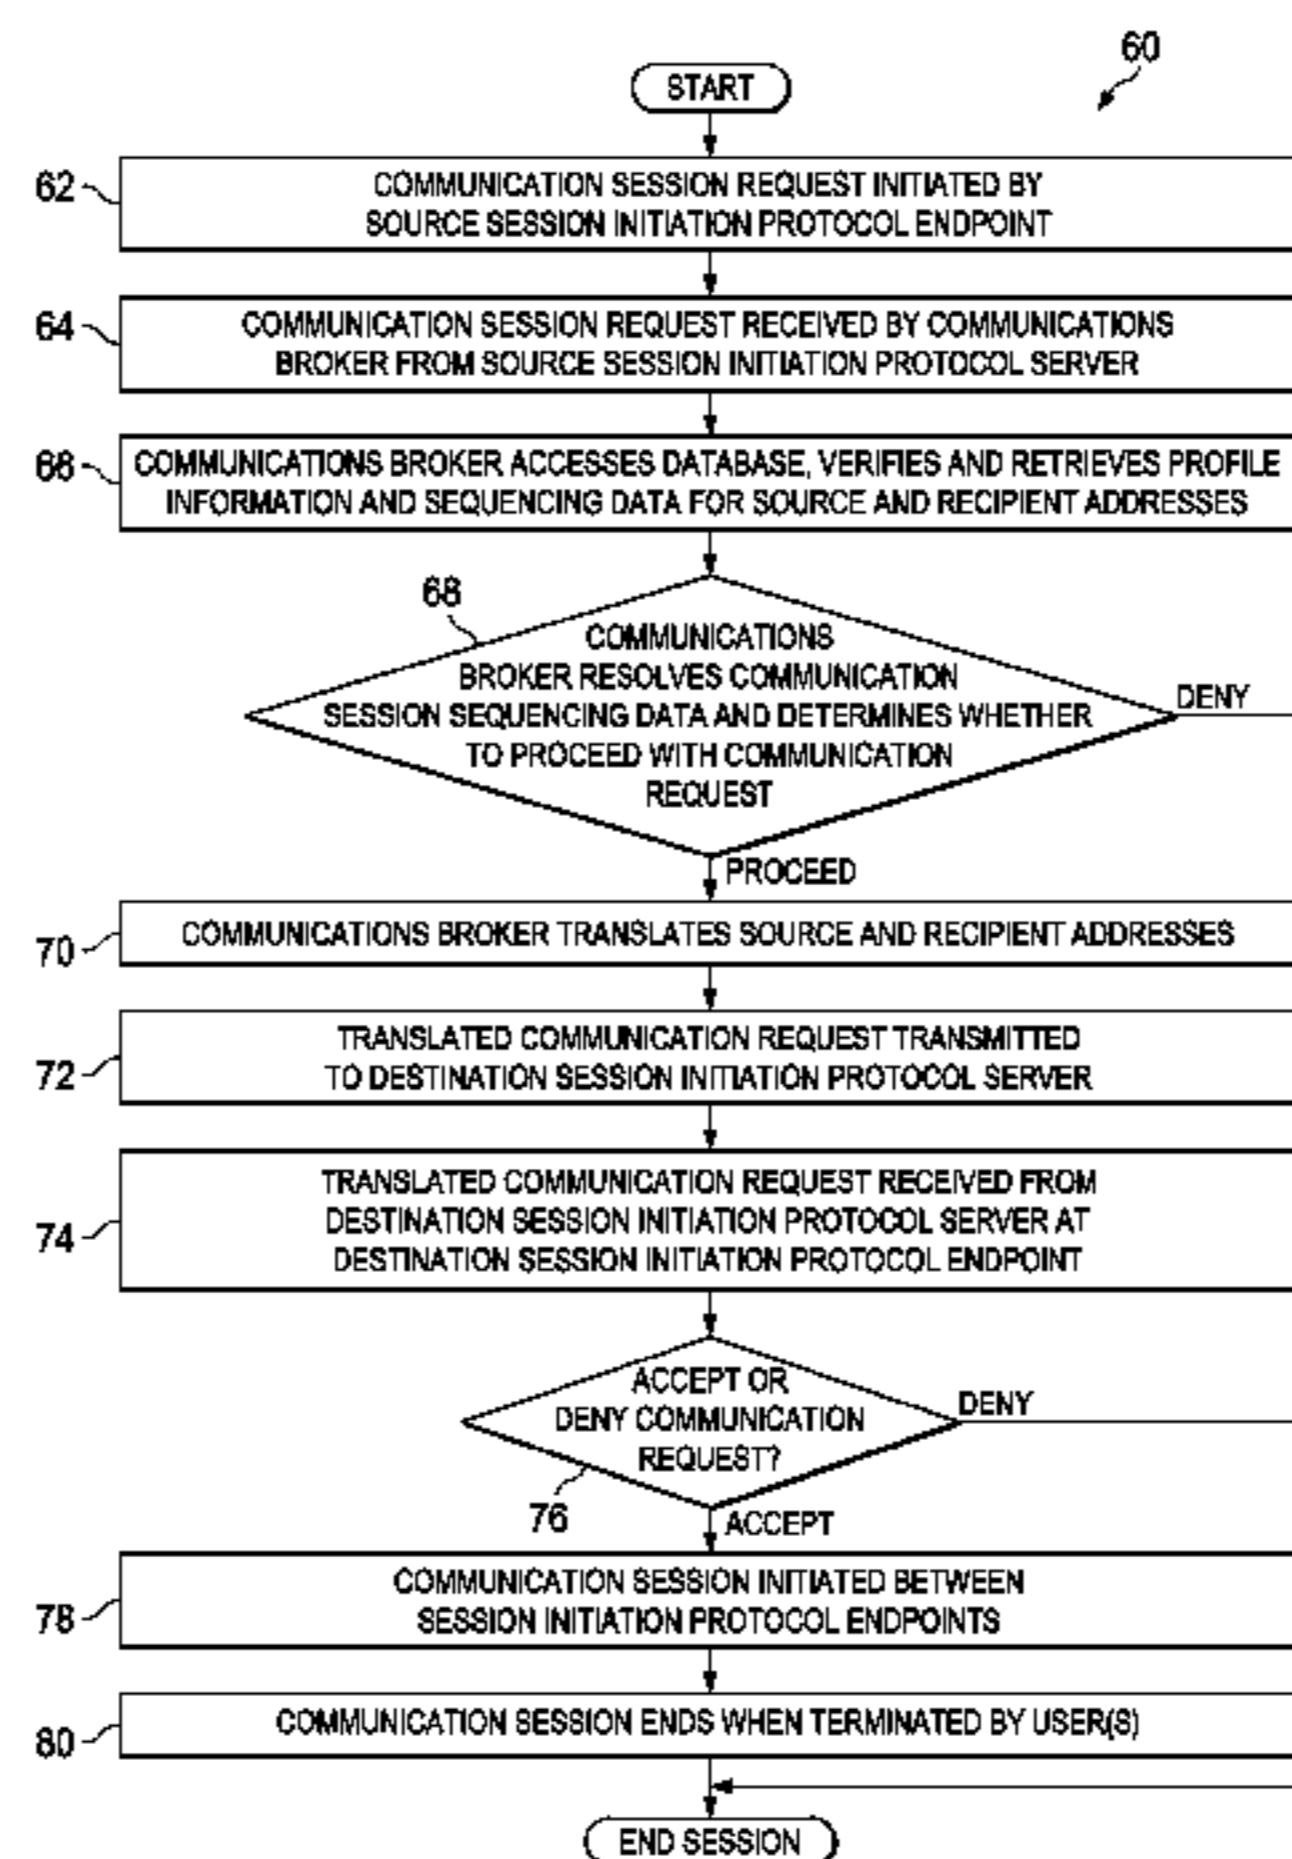 60
START
62
COMMUNICATION SESSION REQUEST INITIATED BY
SOURCE SESSION INITIATION PROTOCOL ENDPOINT
64
COMMUNICATION SESSION REQUEST RECEIVED BY COMMUNICATIONS
BROKER FROM SOURCE SESSION INITIATION PROTOCOL SERVER
66
COMMUNICATIONS BROKER ACCESSES DATABASE, VERIFIES AND RETRIEVES PROFILE
INFORMATION AND SEQUENCING DATA FOR SOURCE AND RECIPIENT ADDRESSES
68
COMMUNICATIONS
BROKER RESOLVES COMMUNICATION
SESSION SEQUENCING DATA AND DETERMINES WHETHER
TO PROCEED WITH COMMUNICATION
REQUEST
DENY
PROCEED
70
COMMUNICATIONS BROKER TRANSLATES SOURCE AND RECIPIENT ADDRESSES
72
TRANSLATED COMMUNICATION REQUEST TRANSMITTED
TO DESTINATION SESSION INITIATION PROTOCOL SERVER
74
TRANSLATED COMMUNICATION REQUEST RECEIVED FROM
DESTINATION SESSION INITIATION PROTOCOL SERVER AT
DESTINATION SESSION INITIATION PROTOCOL ENDPOINT
ACCEPT OR
DENY COMMUNICATION
REQUEST?
DENY
76
ACCEPT
78
COMMUNICATION SESSION INITIATED BETWEEN
SESSION INITIATION PROTOCOL ENDPOINTS
80
COMMUNICATION SESSION ENDS WHEN TERMINATED BY USER(S)
END SESSION